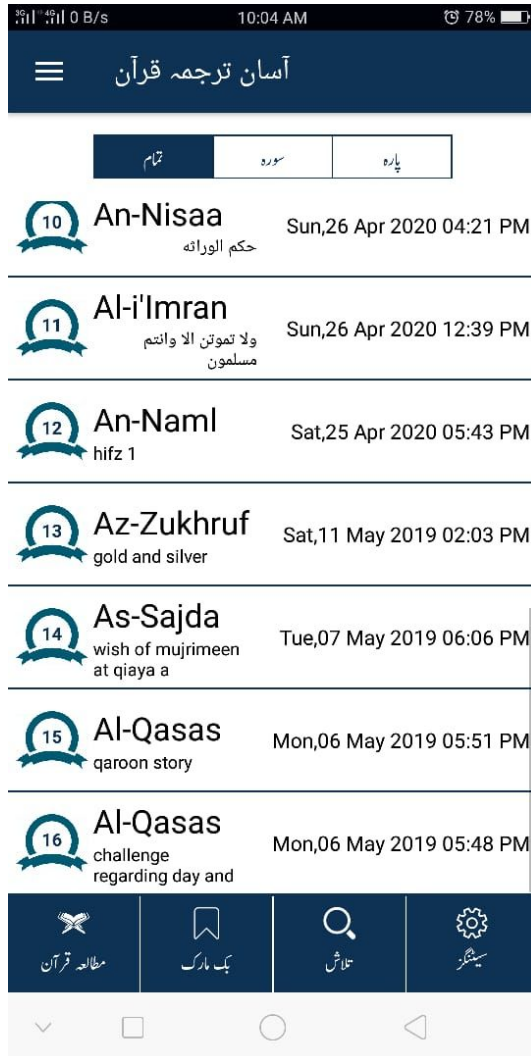 3G 4G 0 B/s 10:04 AM 78%
آسان ترجمہ قرآن
تمام سورہ پارہ
10 An-Nisaa Sun,26 Apr 2020 04:21 PM
حكم الوراثه
11 Al-i'Imran Sun,26 Apr 2020 12:39 PM
ولا تموتن الا وانتم
مسلمون
12 An-Naml Sat,25 Apr 2020 05:43 PM
hifz 1
13 Az-Zukhruf Sat,11 May 2019 02:03 PM
gold and silver
14 As-Sajda Tue,07 May 2019 06:06 PM
wish of mujrimeen
at qiaya a
15 Al-Qasas Mon,06 May 2019 05:51 PM
qaroon story
16 Al-Qasas Mon,06 May 2019 05:48 PM
challenge
regarding day and
مطالعہ قرآن بک مارک تلاش سیٹنگز